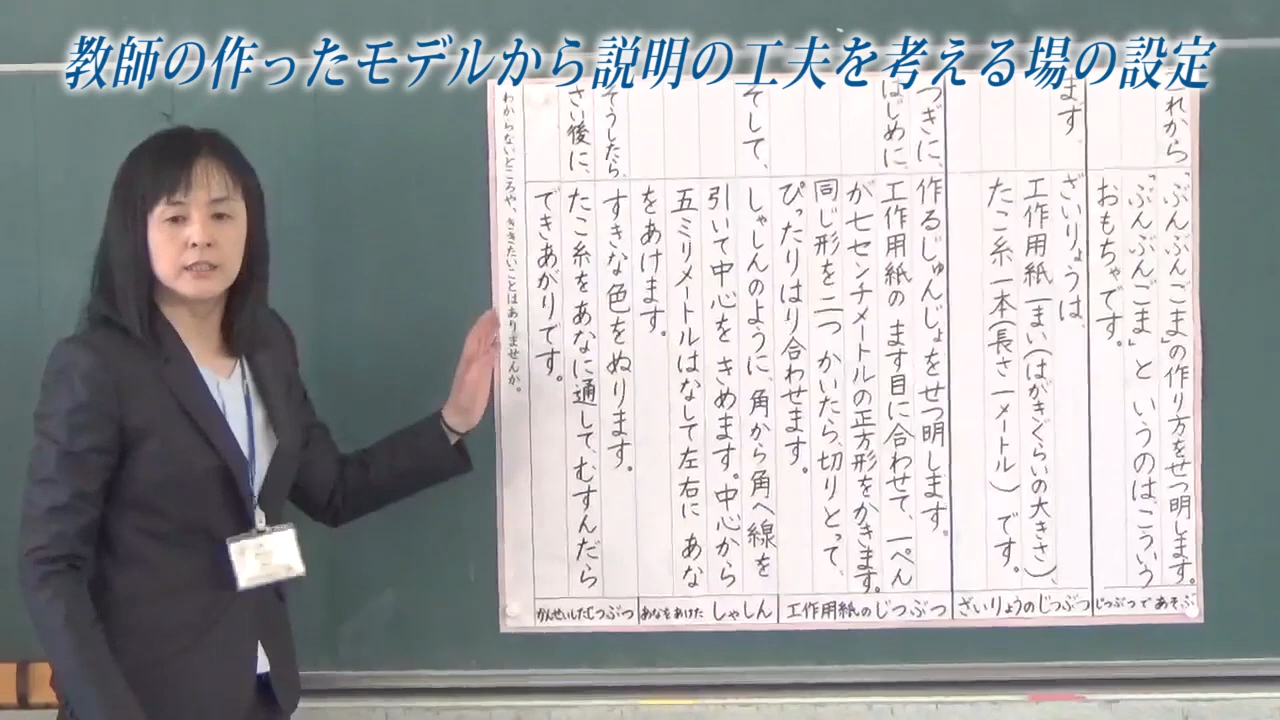 教師の作ったモデルから説明の工夫を考える場の設定
これから
「ぶんぶんごま」の作り方をせつ明します。
「ぶんぶんごま」というのは、こういう
おもちゃです。
ます、
ざいりょうは、
工作用紙一まい(はがきぐらいの大きさ)、
たこ糸一本(長さ一メートル)です。
つぎに、
作るじゅんじょをせつ明します。
はじめに、
工作用紙の ます目に合わせて、一ぺん
が七センチメートルの正方形をかきます。
同じ形を二つ かいたら、切りとって、
ぴったりはり合わせます。
そして、
しゃしんのように、角から角へ線を
引いて中心を きめます。中心から
五ミリメートルはなして左右に あな
をあけます。
そうしたら、
すきな色をぬります。
さい後に、
たこ糸をあなに通して、むすんだら
できあがりです。
わからないところや、ききたいことはありませんか。
じつぶつで あそぶ
ざいりょうのじつぶつ
工作用紙のじつぶつ
あなをあけた しゃしん
かんせいしたじつぶつ